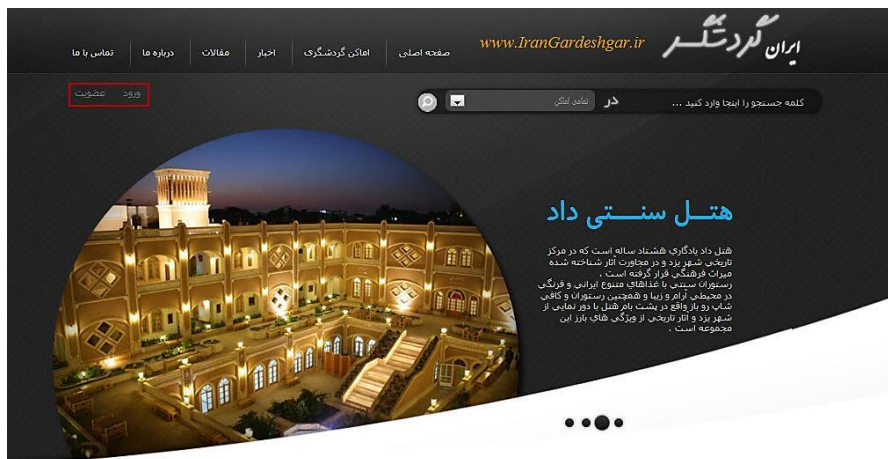 ایران گردشگر
www.IranGardeshgar.ir
صفحه اصلی
اماکن گردشگری
اخبار
مقالات
درباره ما
تماس با ما
کلمه جستجو را اینجا وارد کنید ...
در
تمامی اماکن
ورود
عضویت
هتل سنتی داد
هتل داد یادگاری هشتاد ساله است که در مرکز
تاریخی شهر یزد و در مجاورت آثار شناخته شده
میراث فرهنگی قرار گرفته است .
رستوران سنتی با غذاهای متنوع ایرانی و فرنگی
در محیطی آرام و زیبا و همچنین رستوران و کافی
شاپ رو باز واقع در پشت بام هتل با دور نمایی از
شهر یزد و آثار تاریخی از ویژگی های بارز این
مجموعه است .